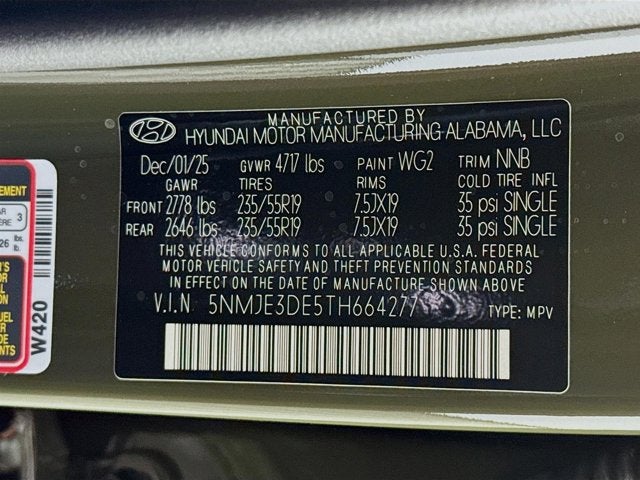 MANUFACTURED BY
HYUNDAI MOTOR MANUFACTURING ALABAMA, LLC
Dec/01/25 GVWR 4717 lbs PAINT WG2 TRIM NNB
GAWR TIRES RIMS COLD TIRE INFL
FRONT 2778 lbs 235/55R19 7.5JX19 35 psi SINGLE
REAR 2646 lbs 235/55R19 7.5JX19 35 psi SINGLE
THIS VEHICLE CONFORMS TO ALL APPLICABLE U.S.A. FEDERAL
MOTOR VEHICLE SAFETY AND THEFT PREVENTION STANDARDS
IN EFFECT ON THE DATE OF MANUFACTURE SHOWN ABOVE.
V.I.N. 5NMJE3DE5TH664277 TYPE: MPV
3
W420